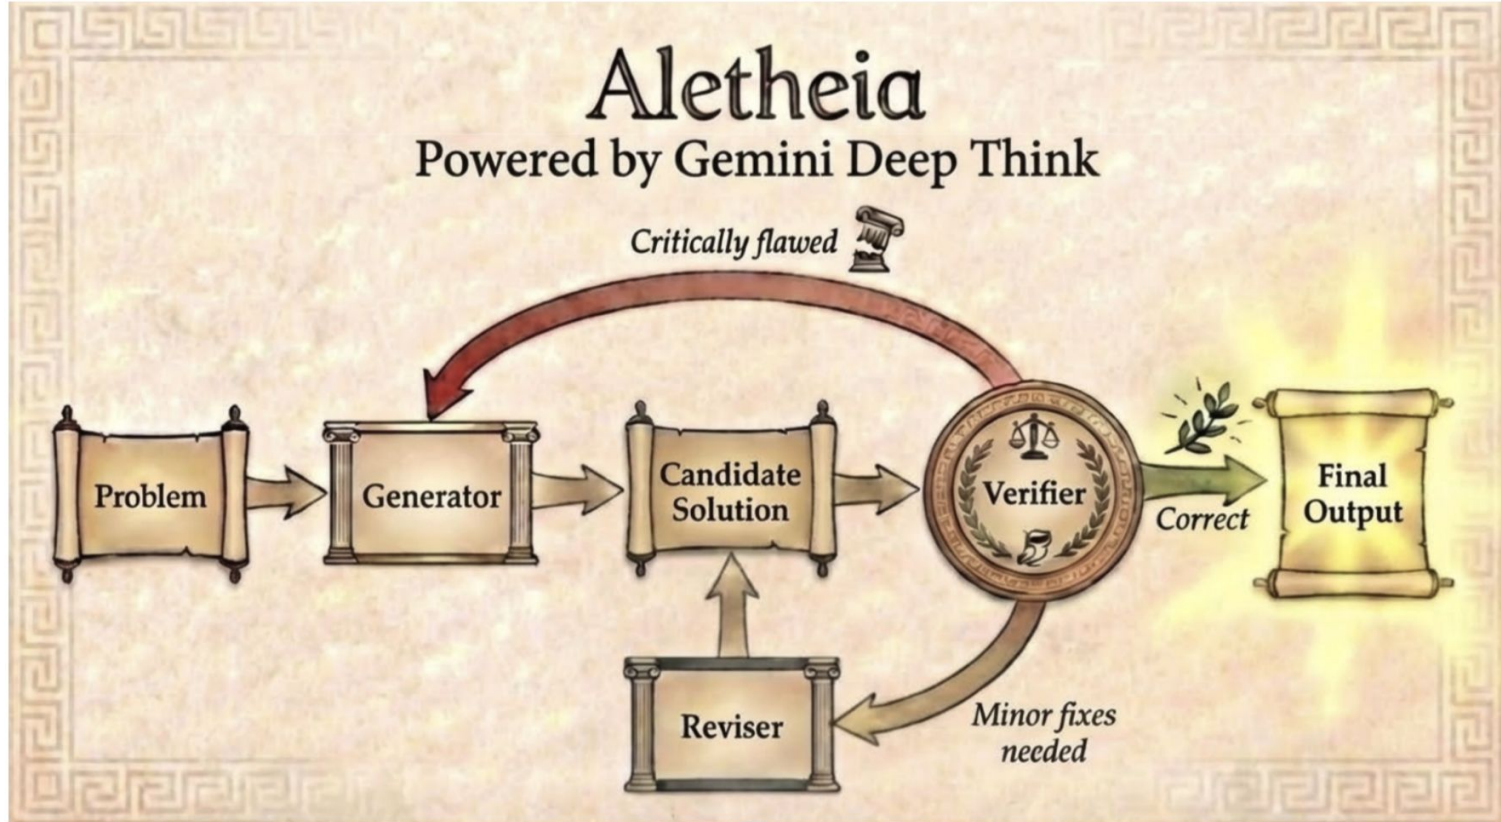 Aletheia
Powered by Gemini Deep Think
Critically flawed
Problem
Generator
Candidate
Solution
Verifier
Correct
Final
Output
Reviser
Minor fixes
needed